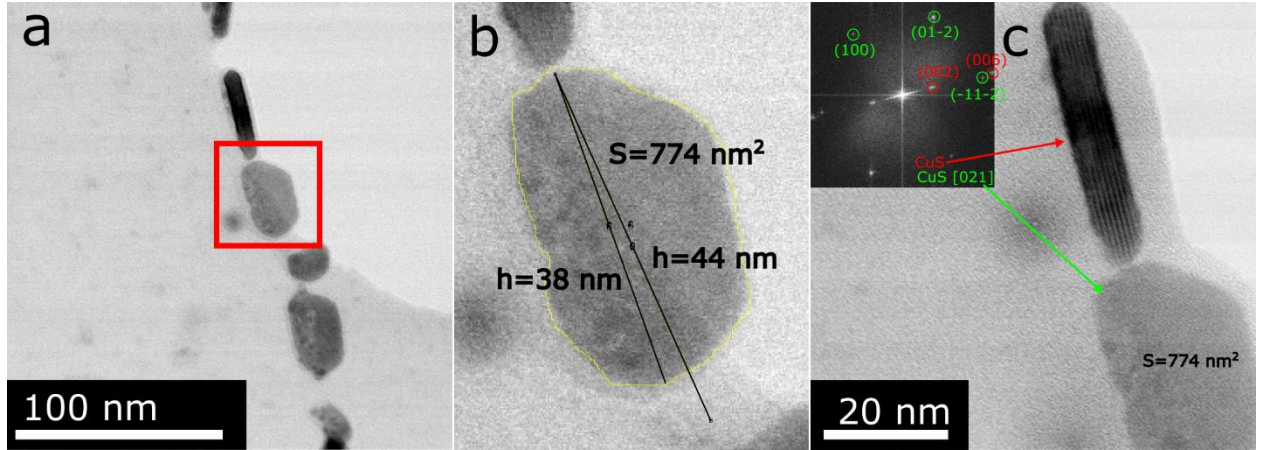 a
100 nm
b
S=774 nm²
h=38 nm
h=44 nm
c
(01-2)
(100)
(002)
(006)
(-11-2)
CuS
CuS [021]
S=774 nm²
20 nm